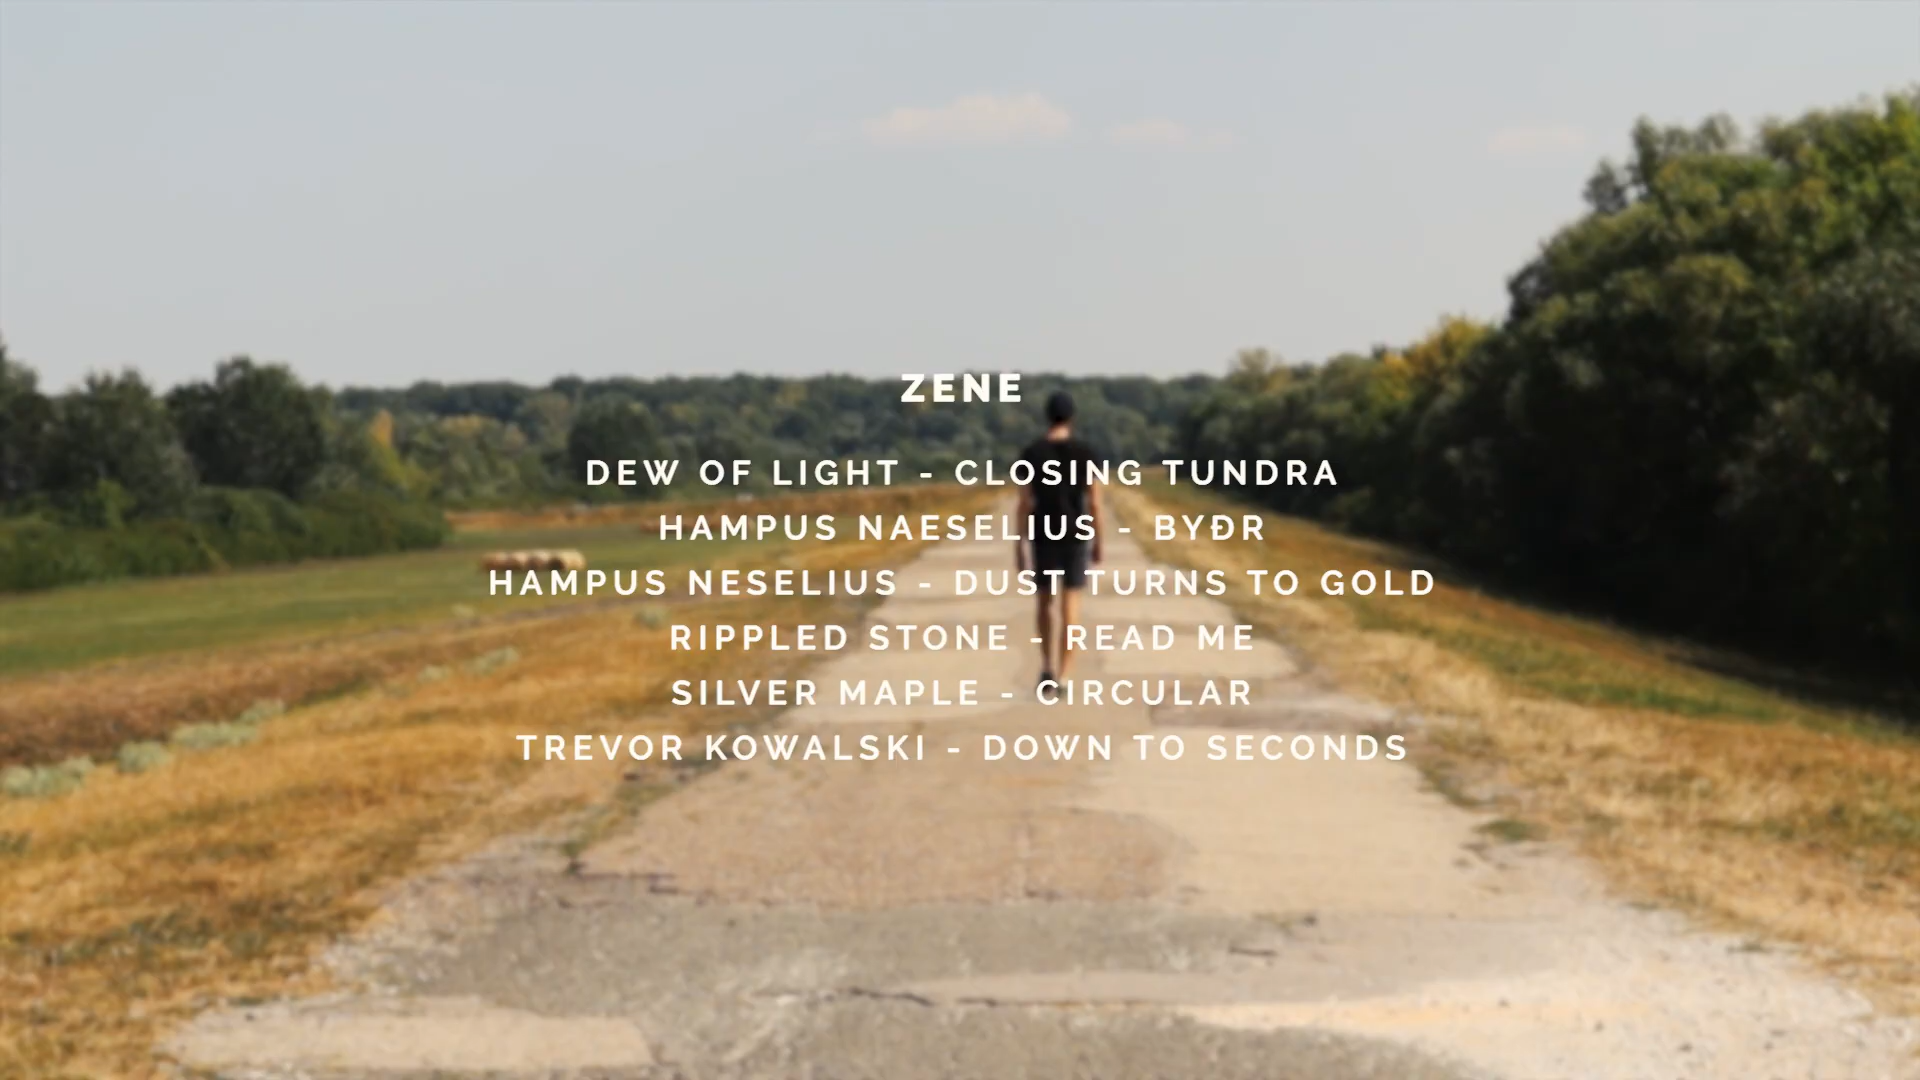 ZENE
DEW OF LIGHT - CLOSING TUNDRA
HAMPUS NAESELIUS - BYÐR
HAMPUS NESELIUS - DUST TURNS TO GOLD
RIPPLED STONE - READ ME
SILVER MAPLE - CIRCULAR
TREVOR KOWALSKI - DOWN TO SECONDS